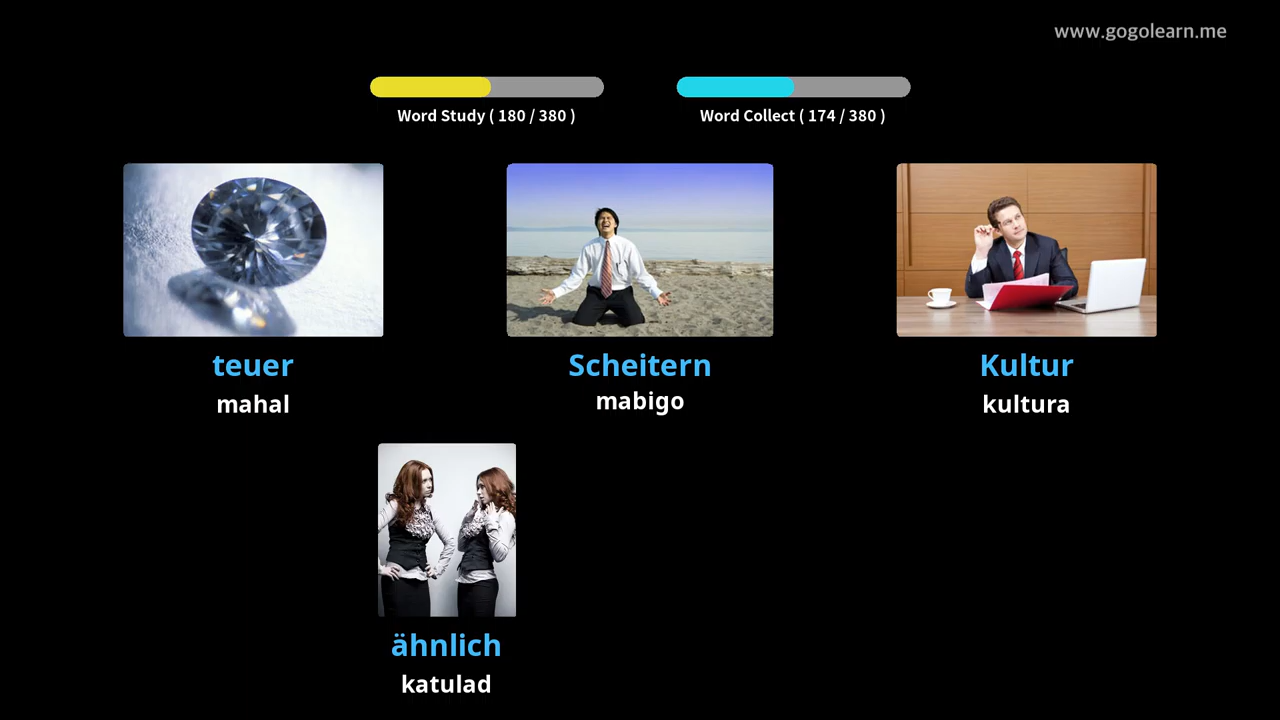 www.gogolearn.me
Word Study ( 180 / 380 )
Word Collect ( 174 / 380 )
teuer
mahal
Scheitern
mabigo
Kultur
kultura
ähnlich
katulad